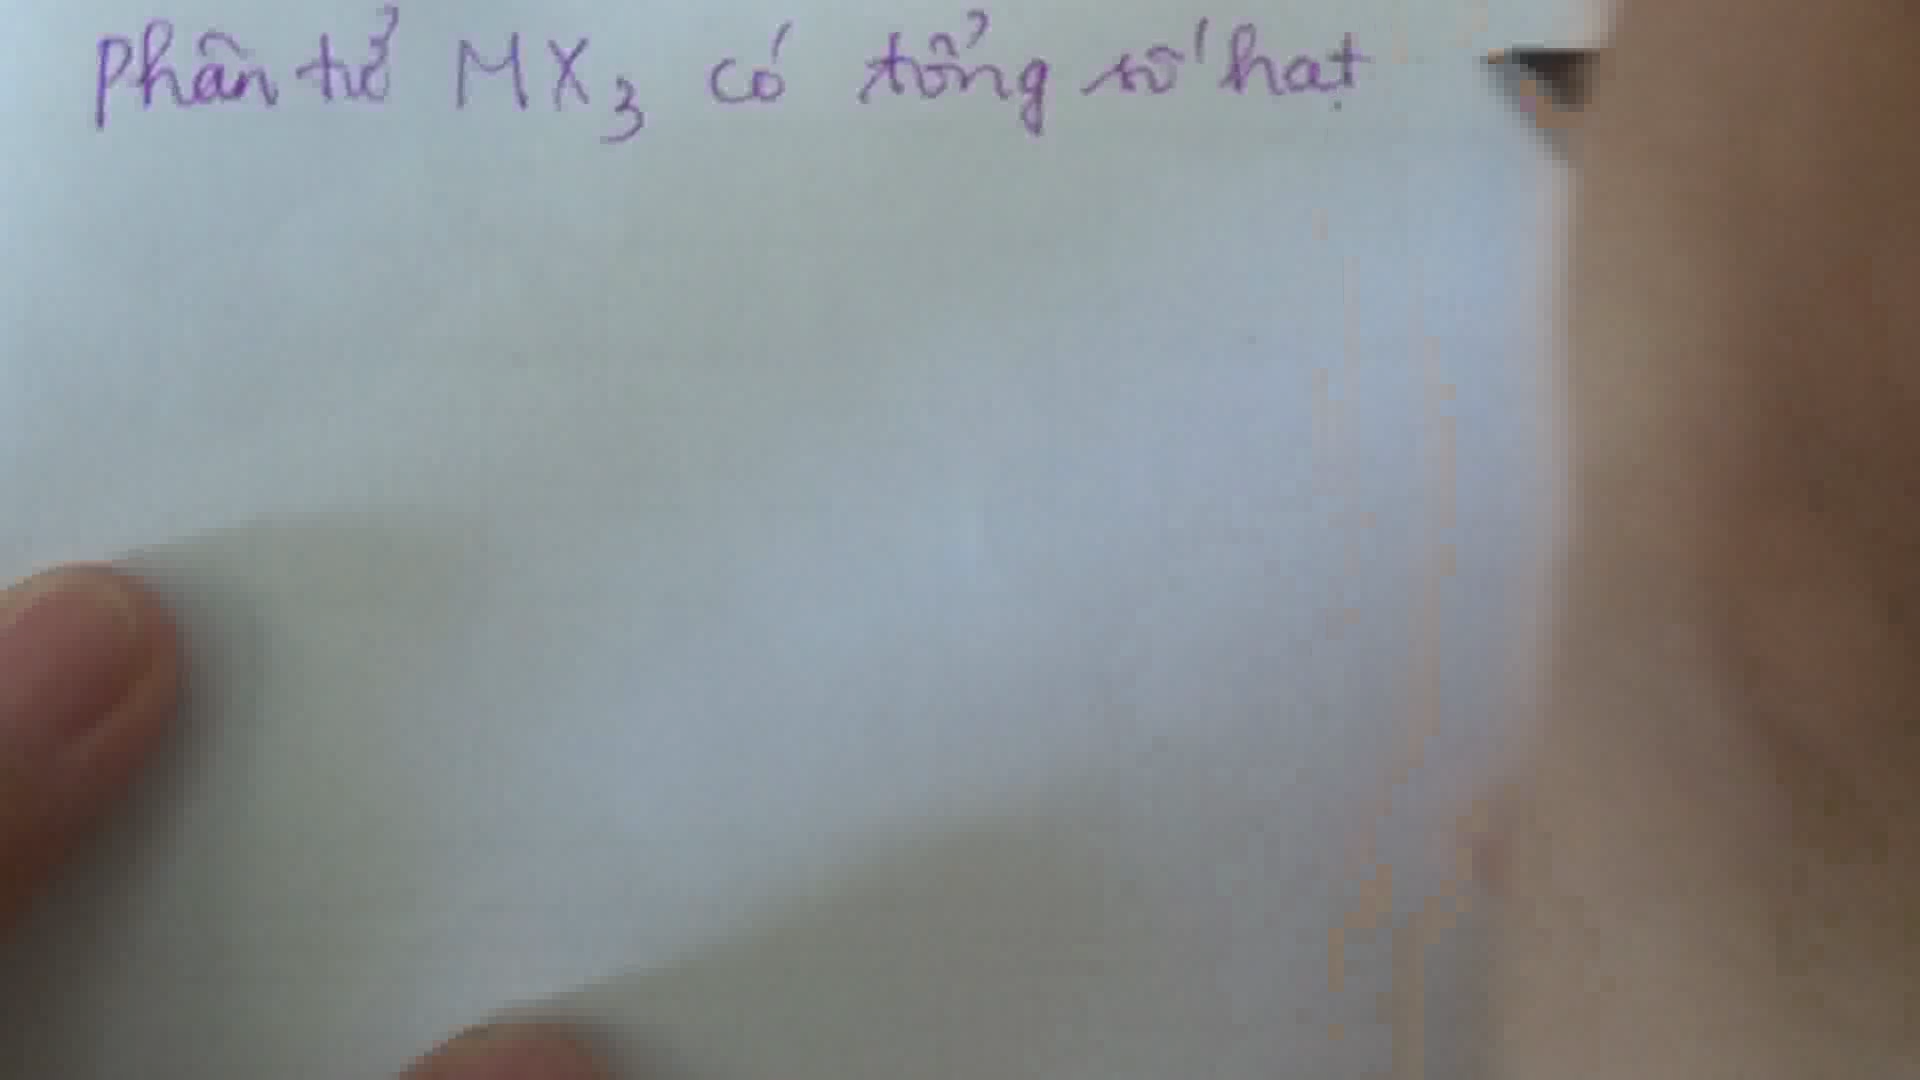 Phân tử MX3 có tổng số hạt